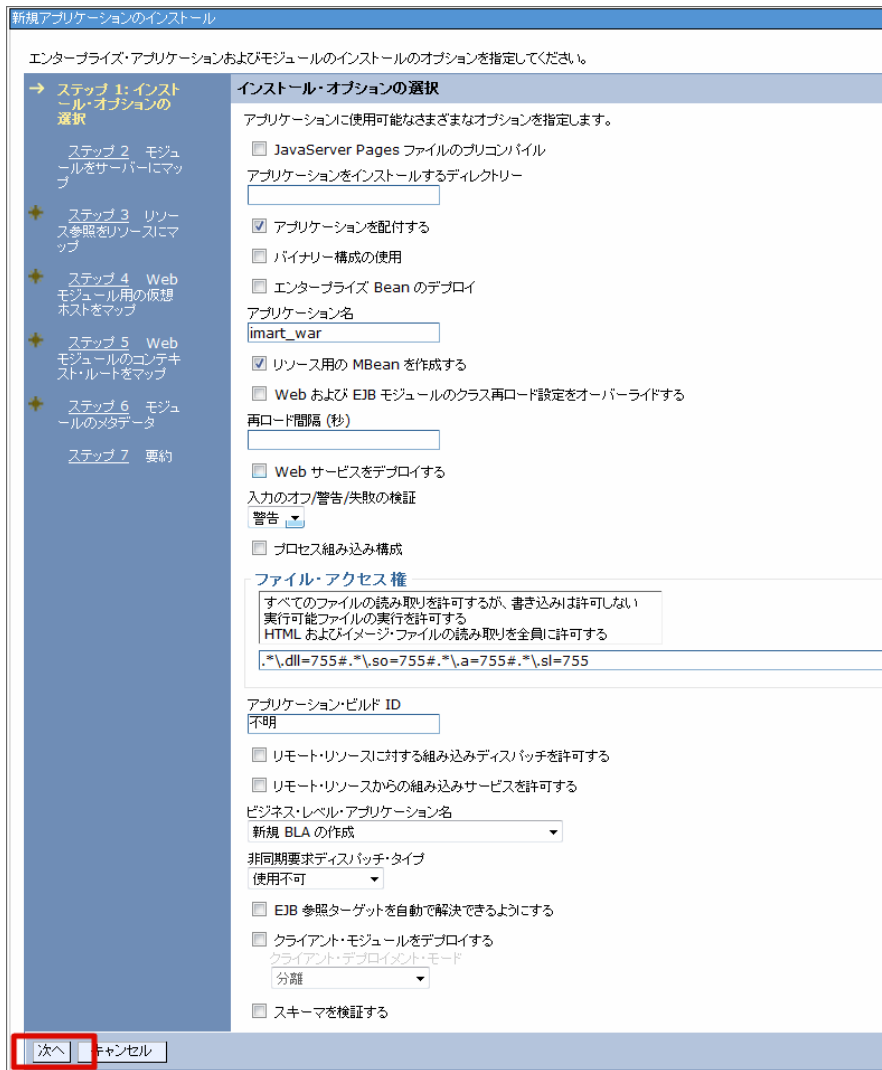 新規アプリケーションのインストール
エンタープライズ・アプリケーションおよびモジュールのインストールのオプションを指定してください。
ステップ 1: インスト
ール・オプションの
選択
ステップ 2 モジュ
ールをサーバーにマッ
プ
ステップ 3 リソー
ス参照をリソースにマ
ップ
ステップ 4 Web
モジュール用の仮想
ホストをマップ
ステップ 5 Web
モジュールのコンテキ
スト・ルートをマップ
ステップ 6 モジュ
ールのメタデータ
ステップ 7 要約
インストール・オプションの選択
アプリケーションに使用可能なさまざまなオプションを指定します。
JavaServer Pages ファイルのプリコンパイル
アプリケーションをインストールするディレクトリー
アプリケーションを配付する
バイナリー構成の使用
エンタープライズ Bean のデプロイ
アプリケーション名
imart_war
リソース用の MBean を作成する
Web および EJB モジュールのクラス再ロード設定をオーバーライドする
再ロード間隔 (秒)
Web サービスをデプロイする
入力のオフ/警告/失敗の検証
警告
プロセス組み込み構成
ファイル・アクセス権
すべてのファイルの読み取りを許可するが、書き込みは許可しない
実行可能ファイルの実行を許可する
HTML およびイメージ・ファイルの読み取りを全員に許可する
.*\.dll=755#.*\.so=755#.*\.a=755#.*\.sl=755
アプリケーション・ビルド ID
不明
リモート・リソースに対する組み込みディスパッチを許可する
リモート・リソースからの組み込みサービスを許可する
ビジネス・レベル・アプリケーション名
新規 BLA の作成
非同期要求ディスパッチ・タイプ
使用不可
EJB 参照ターゲットを自動で解決できるようにする
クライアント・モジュールをデプロイする
クライアント・デプロイメント・モード
分離
スキーマを検証する
次へ キャンセル